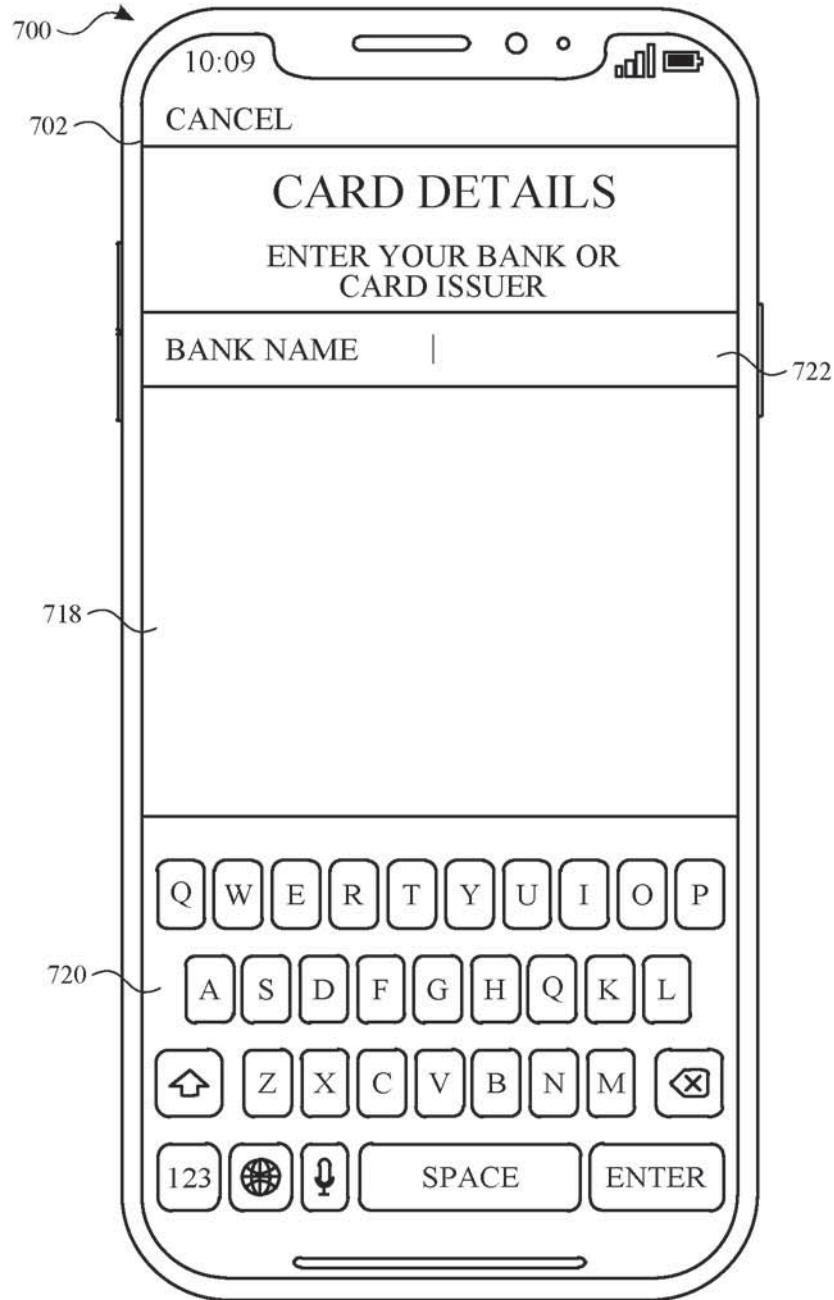 700
10:09
702
CANCEL
CARD DETAILS
ENTER YOUR BANK OR
CARD ISSUER
BANK NAME
722
718
Q W E R T Y U I O P
720
A S D F G H Q K L
Z X C V B N M
123 SPACE ENTER